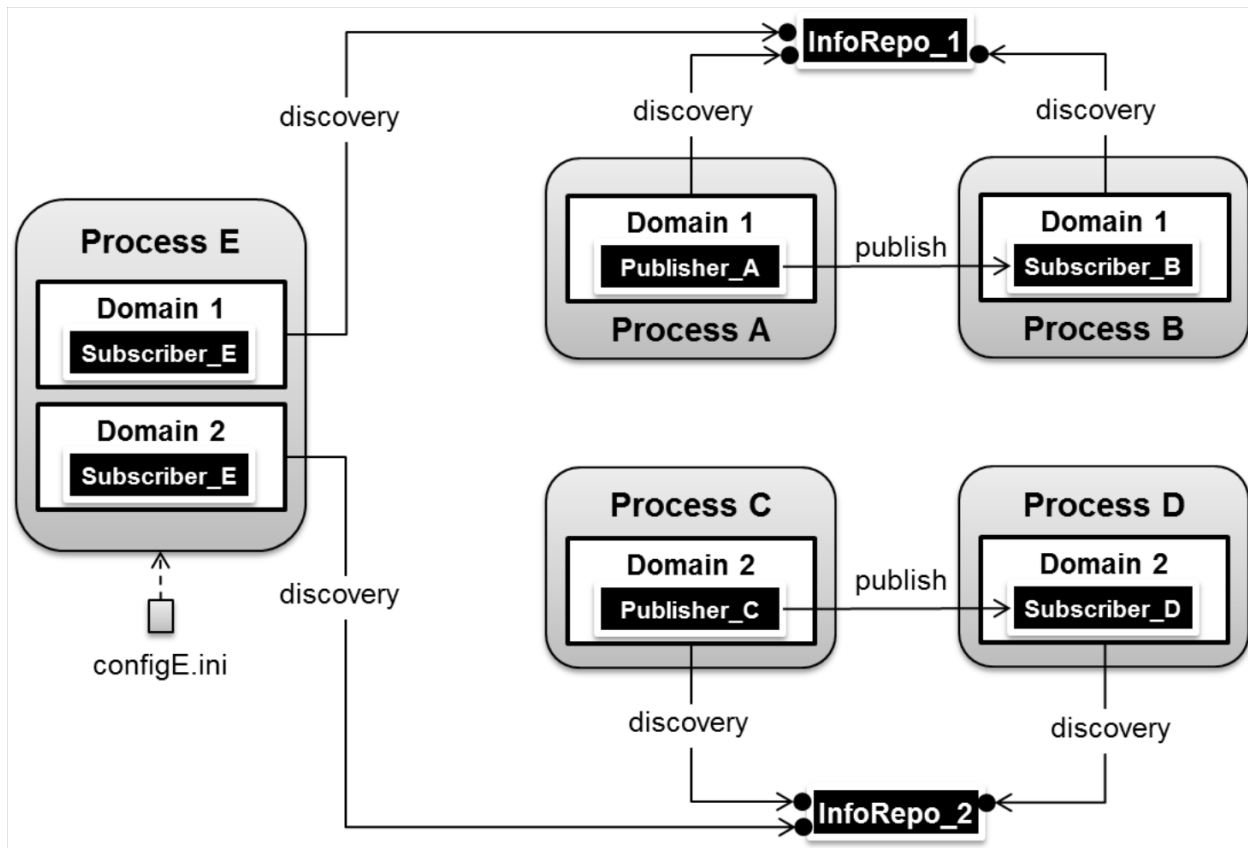 InfoRepo_1
discovery
discovery
discovery
Process E
Domain 1
Subscriber_E
Domain 2
Subscriber_E
configE.ini
Domain 1
Publisher_A
Process A
publish
Domain 1
Subscriber_B
Process B
Process C
Domain 2
Publisher_C
publish
Process D
Domain 2
Subscriber_D
discovery
discovery
discovery
InfoRepo_2